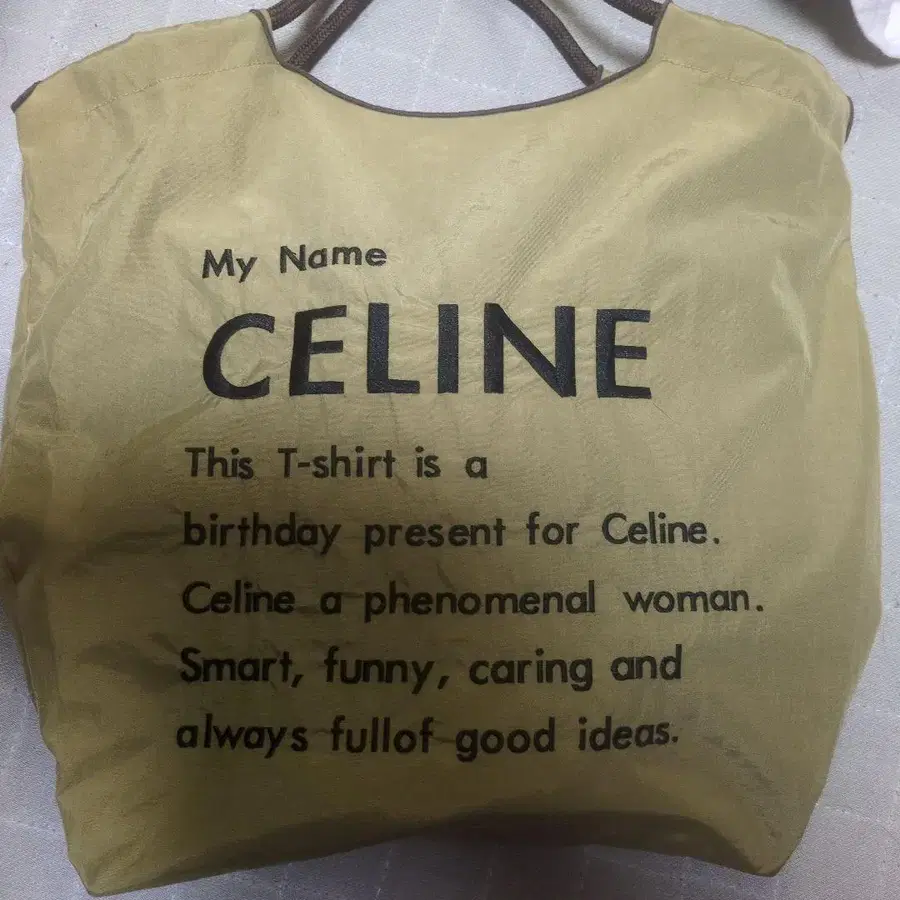 My Name
CELINE
This T-shirt is a
birthday present for Celine.
Celine a phenomenal woman.
Smart, funny, caring and
always fullof good ideas.